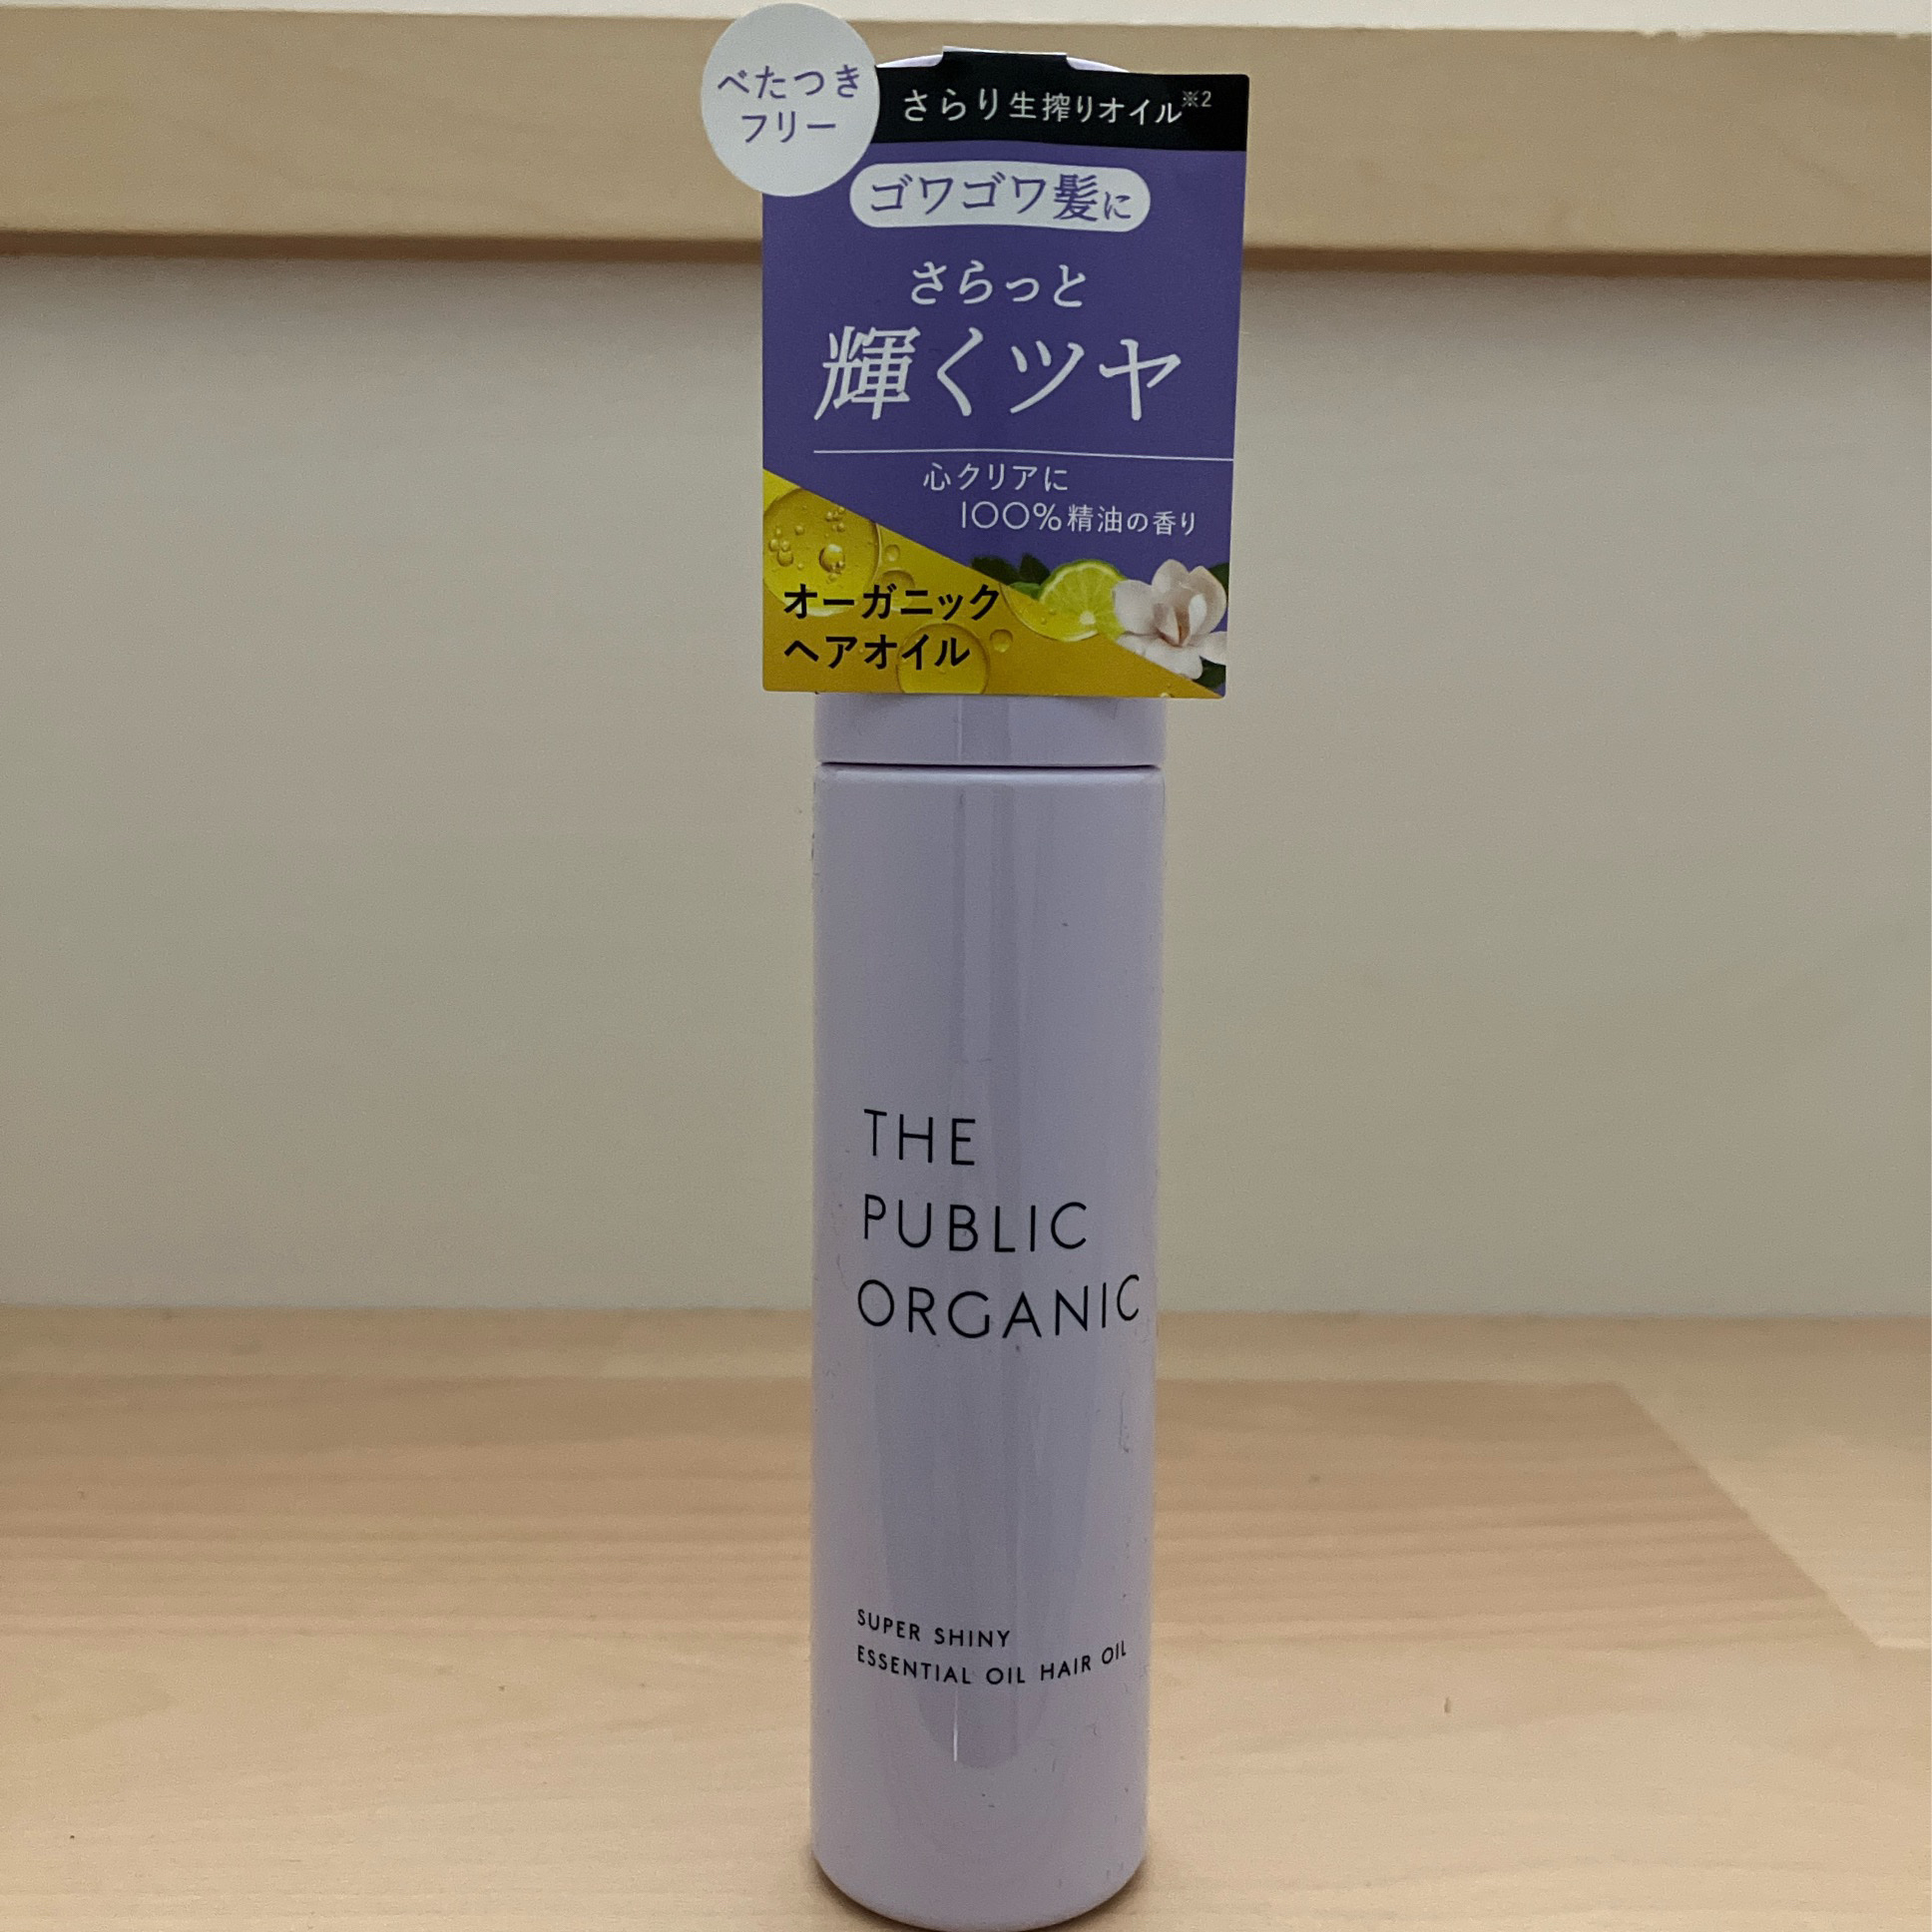 べたつき
フリー
さらり生搾りオイル※2
ゴワゴワ髪に
さらっと
輝くツヤ
心クリアに
100%精油の香り
オーガニック
ヘアオイル
THE
PUBLIC
ORGANIC
SUPER SHINY
ESSENTIAL OIL HAIR OIL